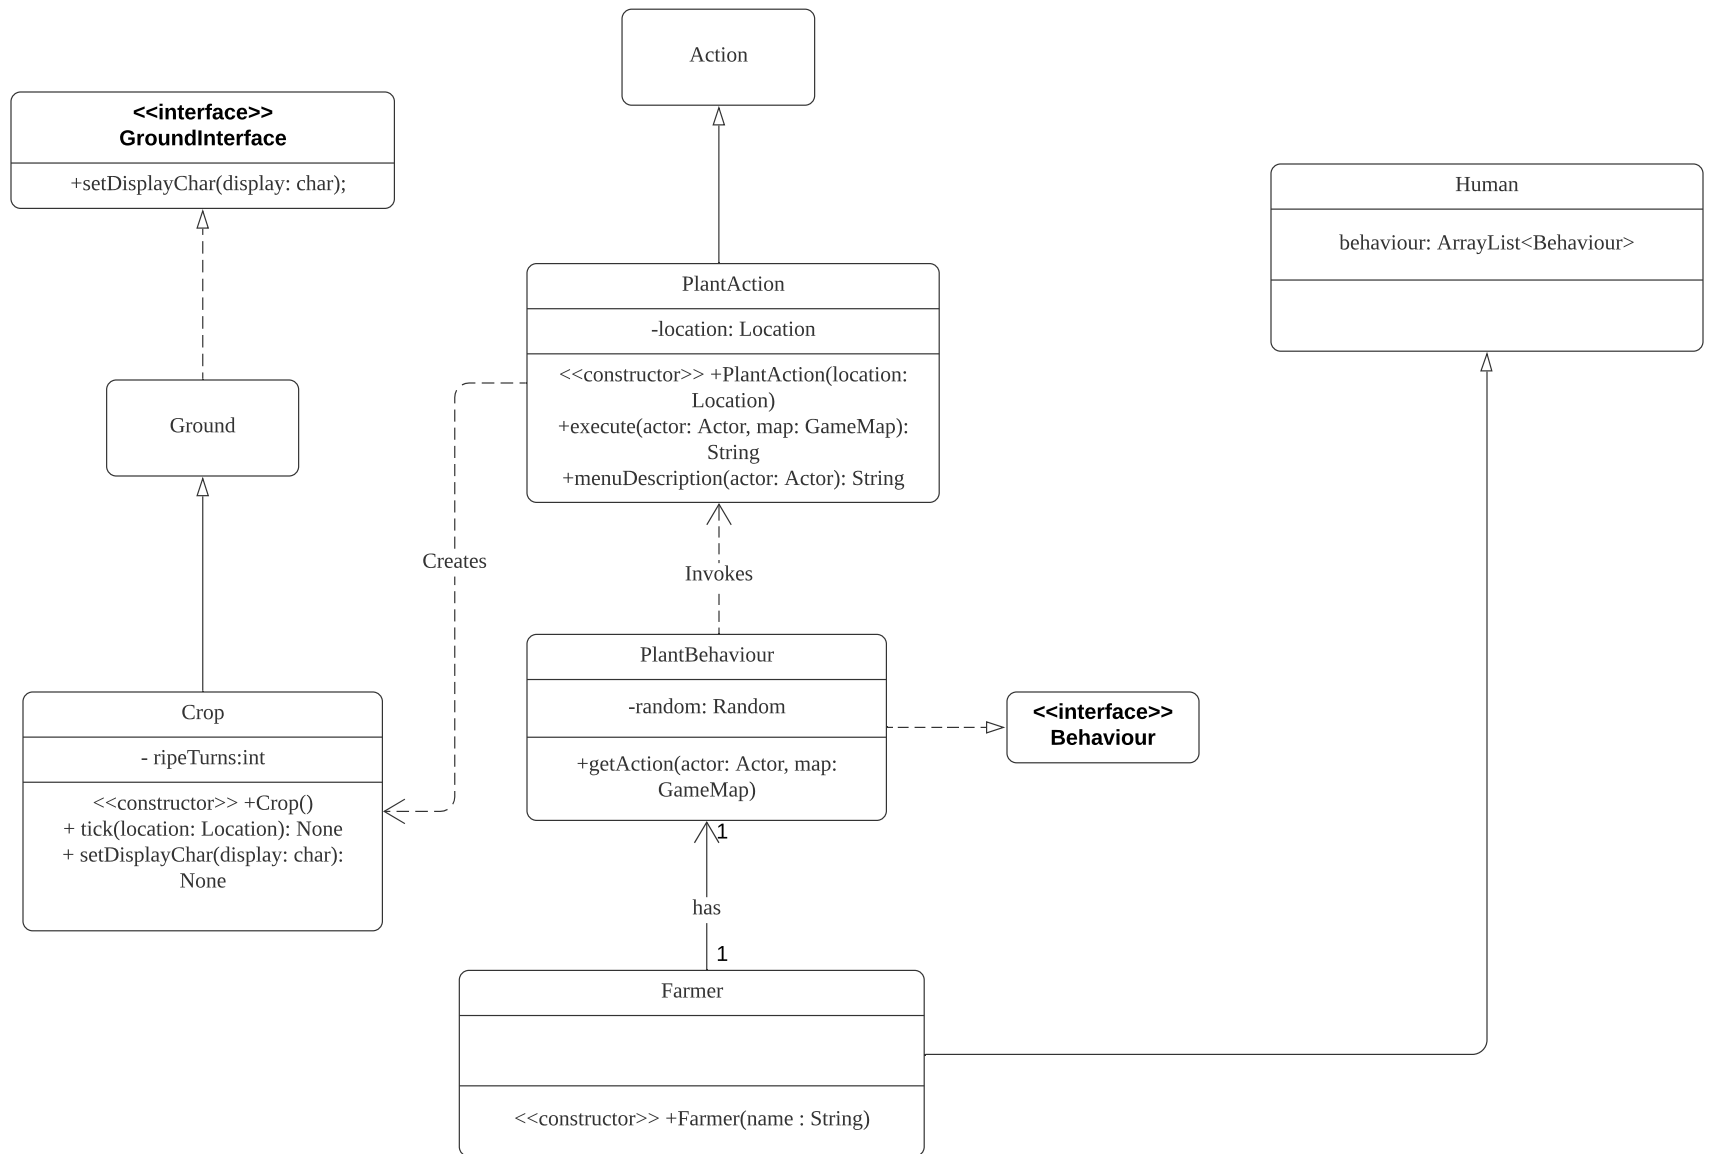 Action
<<interface>>
GroundInterface
+setDisplayChar(display: char);
Human
behaviour: ArrayList<Behaviour>
PlantAction
-location: Location
<<constructor>> +PlantAction(location:
Location)
+execute(actor: Actor, map: GameMap):
String
+menuDescription(actor: Actor): String
Ground
Creates
Invokes
PlantBehaviour
-random: Random
+getAction(actor: Actor, map:
GameMap)
<<interface>>
Behaviour
Crop
- ripeTurns:int
<<constructor>> +Crop()
+ tick(location: Location): None
+ setDisplayChar(display: char):
None
1
has
1
Farmer
<<constructor>> +Farmer(name : String)